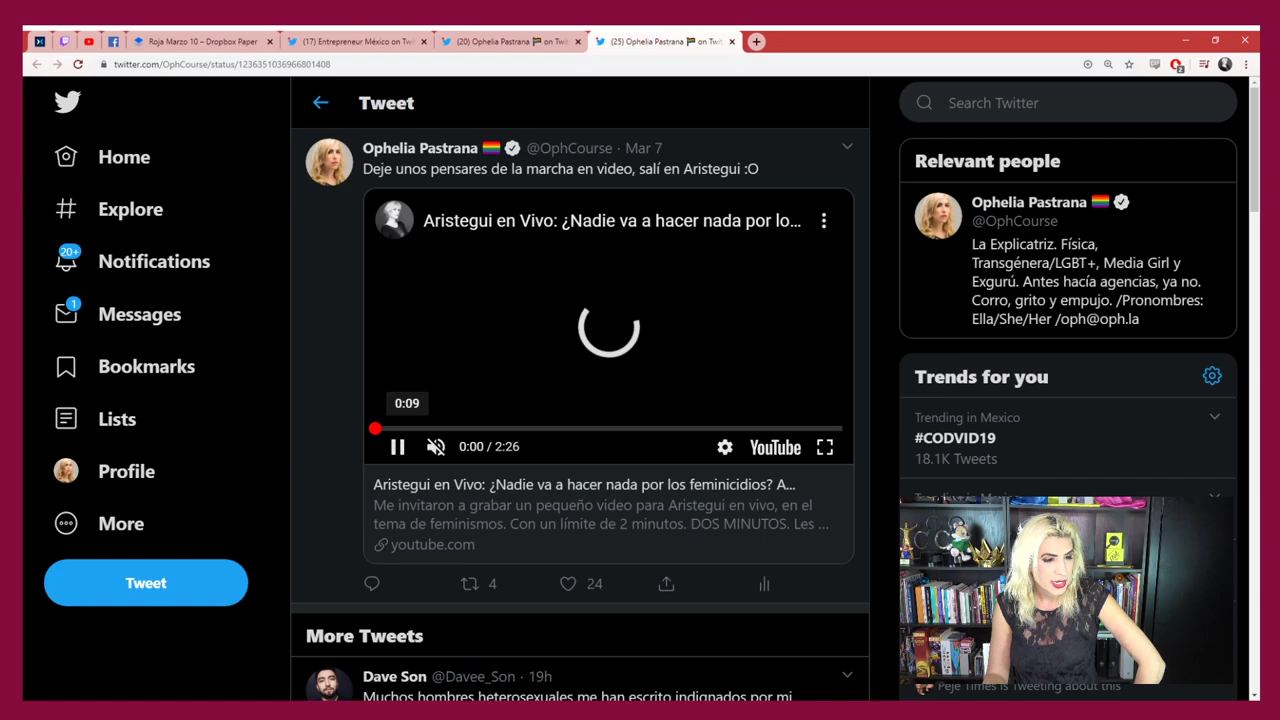 Roja Marzo 10 – Dropbox Paper
(17) Entrepreneur México on Twi
(20) Ophelia Pastrana 🏳️‍🌈 on Twit
(25) Ophelia Pastrana 🏳️‍🌈 on Twit
twitter.com/OphCourse/status/1236351036966801408
2
Home
Explore
20+
Notifications
1
Messages
Bookmarks
Lists
Profile
More
Tweet
Tweet
Ophelia Pastrana 🏳️‍🌈 @OphCourse · Mar 7
Deje unos pensares de la marcha en video, salí en Aristegui :O
Aristegui en Vivo: ¿Nadie va a hacer nada por lo...
0:09
0:00 / 2:26
YouTube
Aristegui en Vivo: ¿Nadie va a hacer nada por los feminicidios? A...
Me invitaron a grabar un pequeño video para Aristegui en vivo, en el
tema de feminismos. Con un límite de 2 minutos. DOS MINUTOS. Les ...
youtube.com
4
24
More Tweets
Dave Son @Davee_Son · 19h
Muchos hombres heterosexuales me han escrito indignados por mi
Search Twitter
Relevant people
Ophelia Pastrana 🏳️‍🌈
@OphCourse
La Explicatriz. Física,
Transgénera/LGBT+, Media Girl y
Exgurú. Antes hacía agencias, ya no.
Corro, grito y empujo. /Pronombres:
Ella/She/Her /oph@oph.la
Trends for you
Trending in Mexico
#CODVID19
18.1K Tweets
Peje Times is Tweeting about this